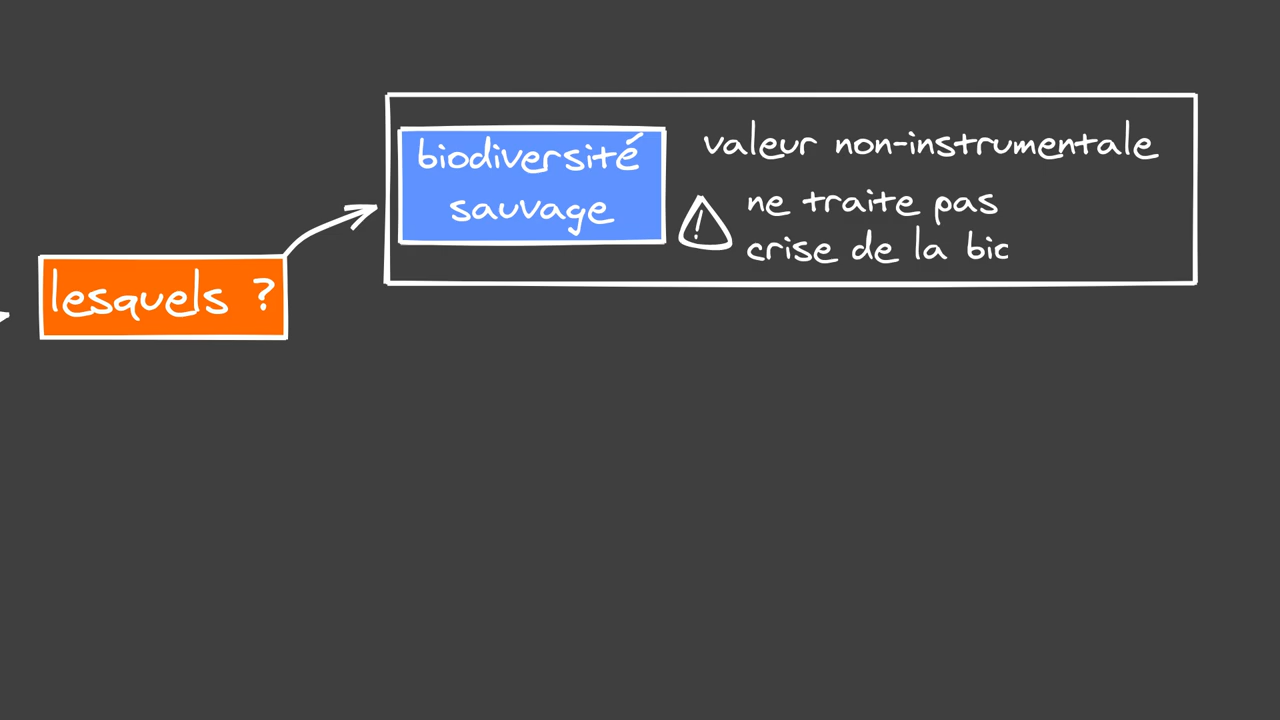 lesquels ?
biodiversité
sauvage
valeur non-instrumentale
ne traite pas
crise de la bic